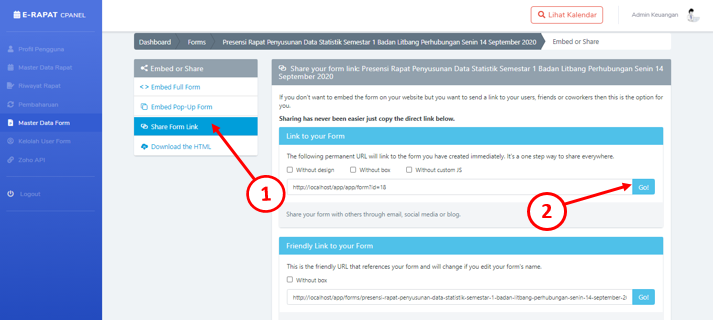 E-RAPAT CPANEL
Lihat Kalendar
Admin Keuangan
Profil Pengguna
Master Data Rapat
Riwayat Rapat
Pembaharuan
Master Data Form
Kelolah User Form
Zoho API
Logout
Dashboard
Forms
Presensi Rapat Penyusunan Data Statistik Semester 1 Badan Litbang Perhubungan Senin 14 September 2020
Embed or Share
Embed or Share
<> Embed Full Form
Embed Pop-Up Form
Share Form Link
Download the HTML
1
Share your form link: Presensi Rapat Penyusunan Data Statistik Semester 1 Badan Litbang Perhubungan Senin 14
September 2020
If you don't want to embed the form on your website but you want to send a link to your users, friends or coworkers then this is the option for
you.
Sharing has never been easier just copy the direct link below.
Link to your Form
The following permanent URL will link to the form you have created immediately. It's a one step way to share everywhere.
Without design
Without box
Without custom JS
http://localhost/app/app/form?id=18
Go!
2
Share your form with others through email, social media or blog.
Friendly Link to your Form
This is the friendly URL that references your form and will change if you edit your form's name.
Without box
http://localhost/app/forms/presensi-rapat-penyusunan-data-statistik-semestar-1-badan-litbang-perhubungan-senin-14-september-2
Go!